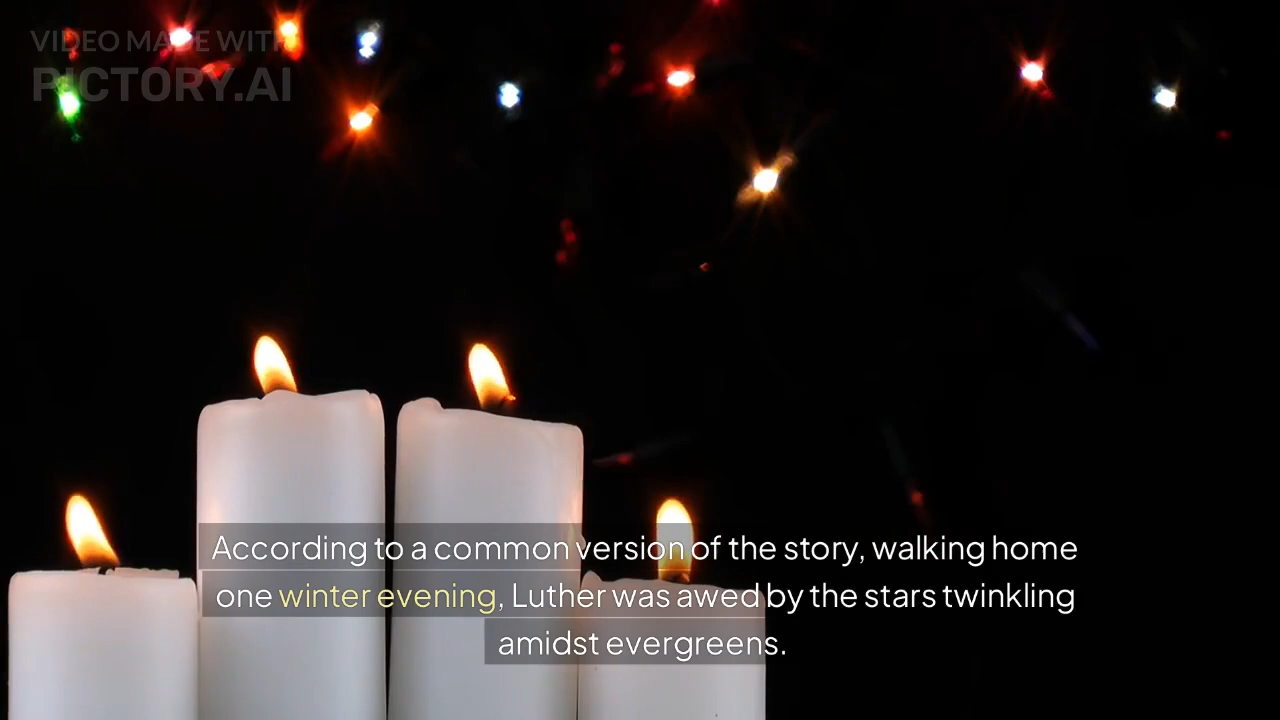 VIDEO MADE WITH
PICTORY.AI
According to a common version of the story, walking home
one winter evening, Luther was awed by the stars twinkling
amidst evergreens.